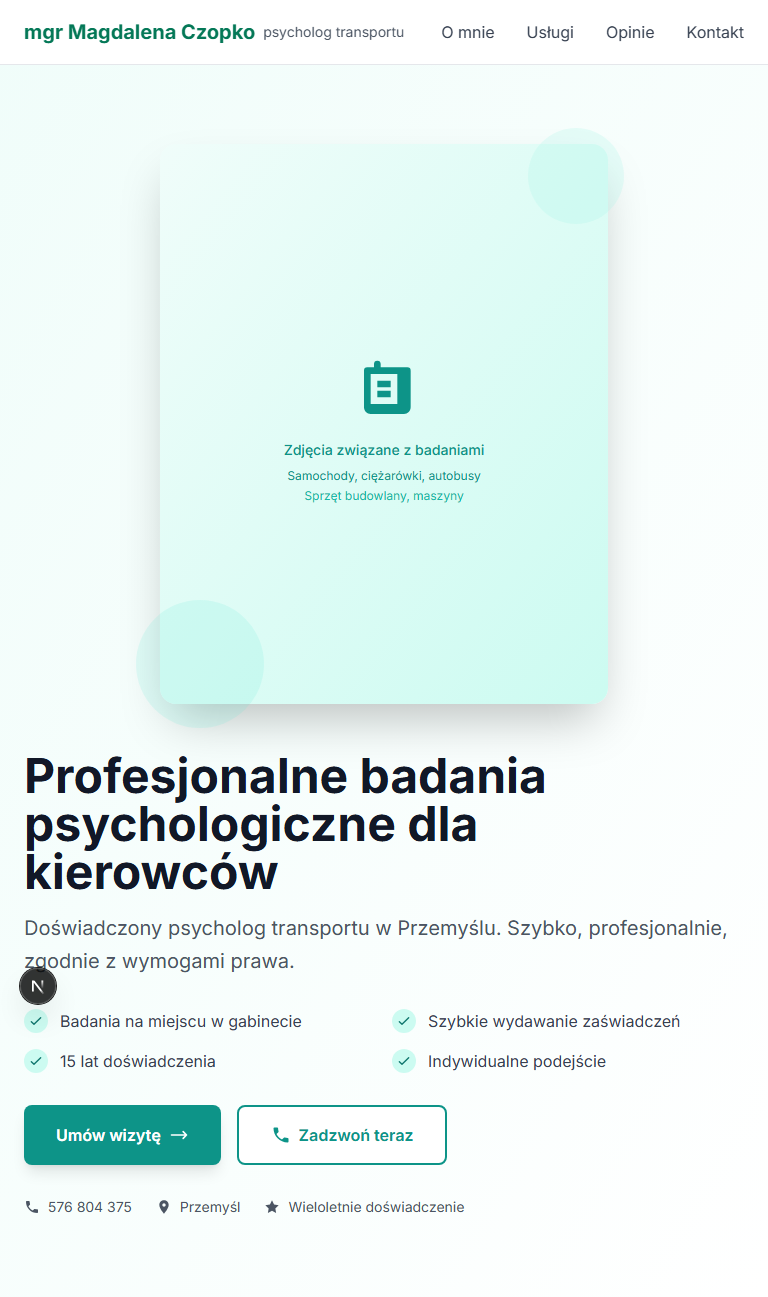 mgr Magdalena Czopko psycholog transportu O mnie Usługi Opinie Kontakt
Zdjęcia związane z badaniami
Samochody, ciężarówki, autobusy
Sprzęt budowlany, maszyny
Profesjonalne badania
psychologiczne dla
kierowców
Doświadczony psycholog transportu w Przemyślu. Szybko, profesjonalnie,
zgodnie z wymogami prawa.
N
Badania na miejscu w gabinecie Szybkie wydawanie zaświadczeń
15 lat doświadczenia Indywidualne podejście
Umów wizytę → Zadzwoń teraz
576 804 375 Przemyśl Wieloletnie doświadczenie